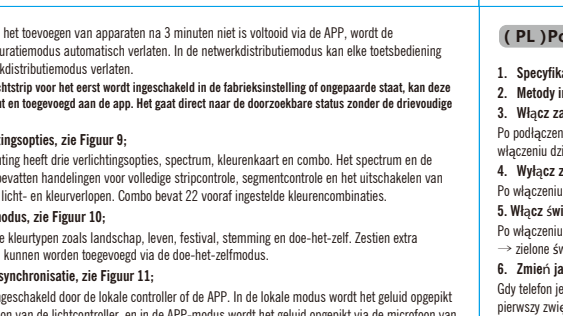 het toevoegen van apparaten na 3 minuten niet is voltooid via de APP, wordt de
uratiemodus automatisch verlaten. In de netwerkdistributiemodus kan elke toetsbediening
kdistributiemodus verlaten.
chtstrip voor het eerst wordt ingeschakeld in de fabrieksinstelling of ongepaarde staat, kan deze
nt en toegevoegd aan de app. Het gaat direct naar de doorzoekbare status zonder de drievoudige
tingsopties, zie Figuur 9;
hting heeft drie verlichtingsopties, spectrum, kleurenkaart en combo. Het spectrum en de
bevatten handelingen voor volledige stripcontrole, segmentcontrole en het uitschakelen van
licht- en kleurverlopen. Combo bevat 22 vooraf ingestelde kleurencombinaties.
modus, zie Figuur 10;
e kleurtypen zoals landschap, leven, festival, stemming en doe-het-zelf. Zestien extra
kunnen worden toegevoegd via de doe-het-zelfmodus.
synchronisatie, zie Figuur 11;
ngeschakeld door de lokale controller of de APP. In de lokale modus wordt het geluid opgepikt
oon van de lichtcontroller, en in de APP-modus wordt het geluid opgepikt via de microfoon van
( PL )Po
1. Specyfika
2. Metody i
3. Włącz za
Po podłączen
włączeniu dzi
4. Wyłącz z
Po włączeniu
5. Włącz świ
Po włączeniu
→ zielone św
6. Zmień ja
Gdy telefon je
pierwszy zwię